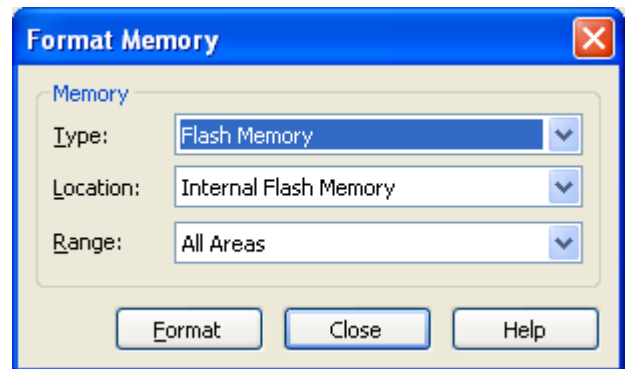 Format Memory
Memory
Type: Flash Memory
Location: Internal Flash Memory
Range: All Areas
Format Close Help